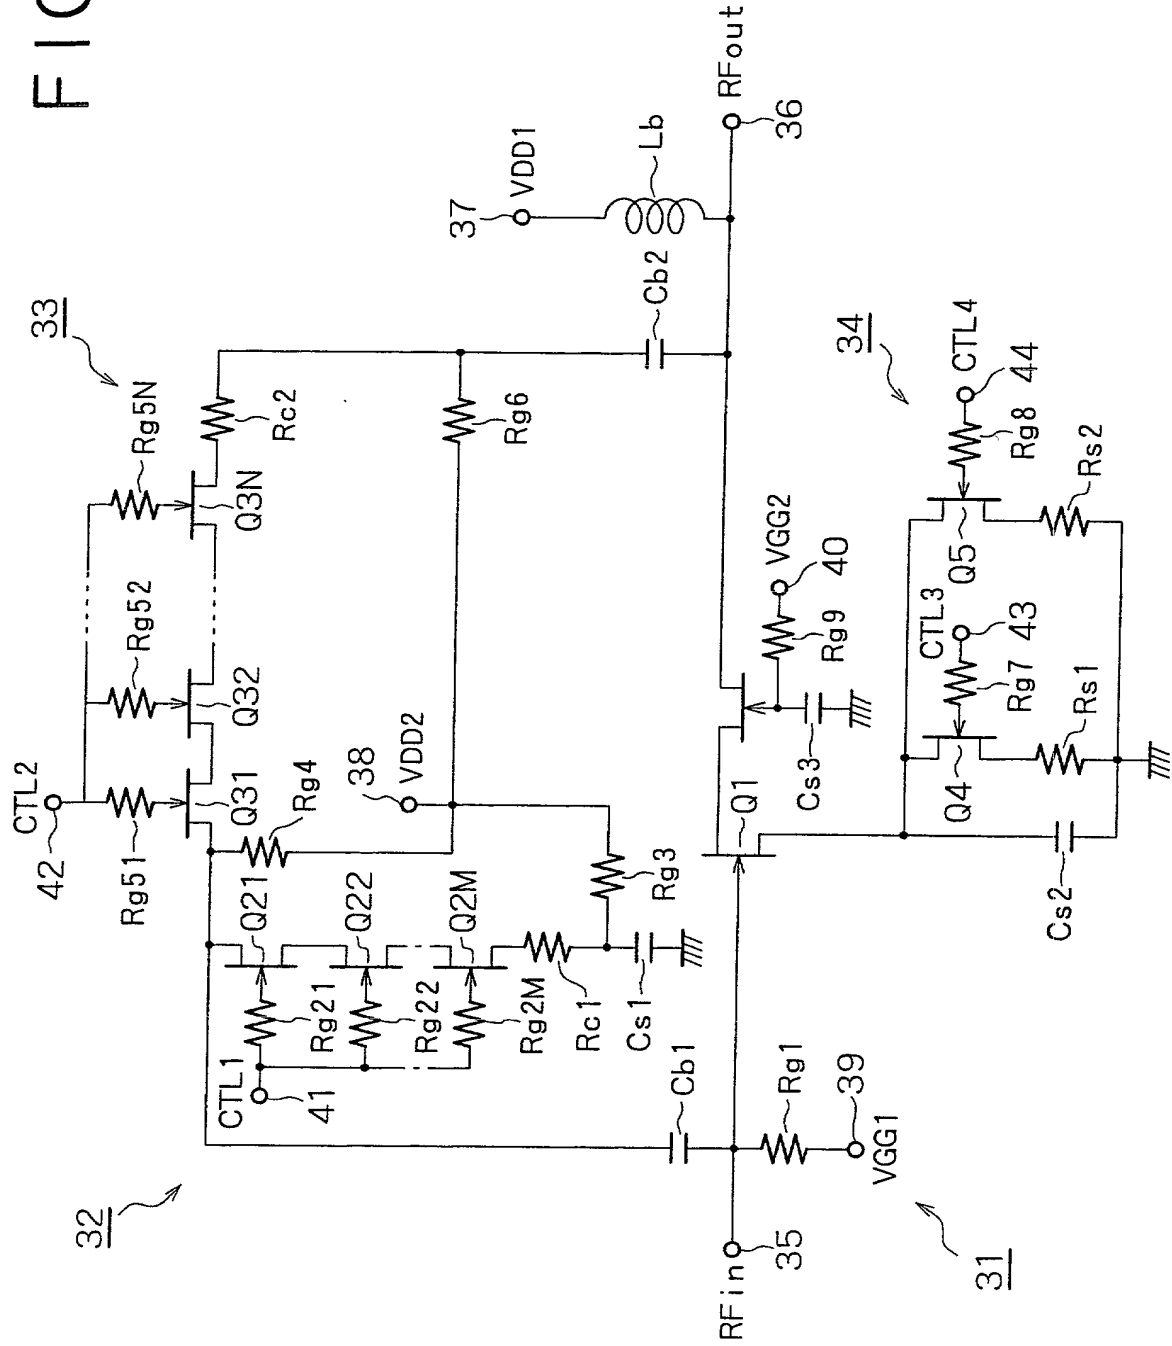 FIG
33
CTL2
42
Rg51
Rg52
Rg5N
Q31
Q32
Q3N
Rc2
Rg4
32
CTL1
41
Rg21
Rg22
Rg2M
Q21
Q22
Q2M
Rc1
Cs1
Rg3
38
VDD2
Rg6
37
VDD1
Lb
Cb2
RFout
36
Cb1
RFin
35
Rg1
39
VGG1
31
Q1
Cs3
Rg9
VGG2
40
34
Cs2
Q4
CTL3
43
Rg7
Rs1
Q5
CTL4
44
Rg8
Rs2